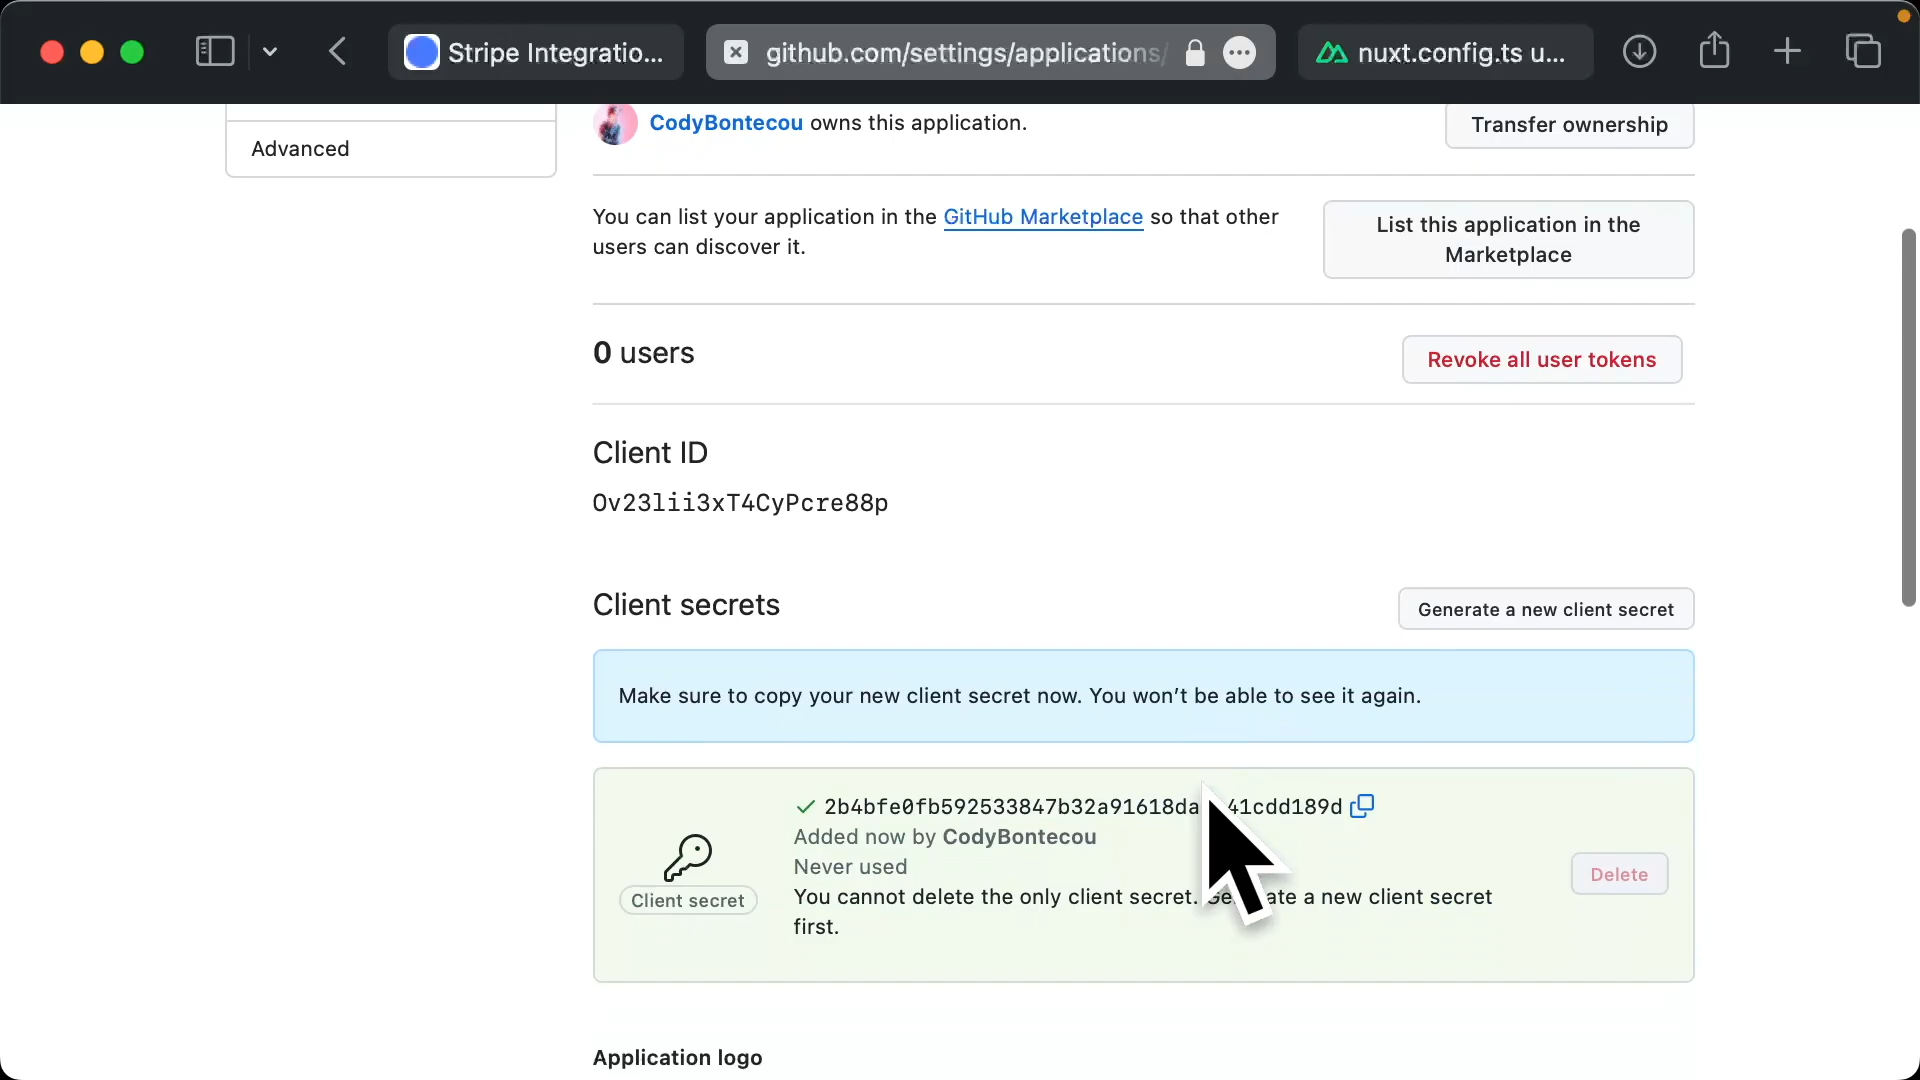 Stripe Integratio...
github.com/settings/applications/
nuxt.config.ts u...
CodyBontecou owns this application.
Transfer ownership
Advanced
You can list your application in the GitHub Marketplace so that other
users can discover it.
List this application in the
Marketplace
0 users
Revoke all user tokens
Client ID
Ov23lii3xT4CyPcre88p
Client secrets
Generate a new client secret
Make sure to copy your new client secret now. You won't be able to see it again.
Added now by CodyBontecou
Never used
Client secret
You cannot delete the only client secret. Generate a new client secret
first.
Delete
Application logo